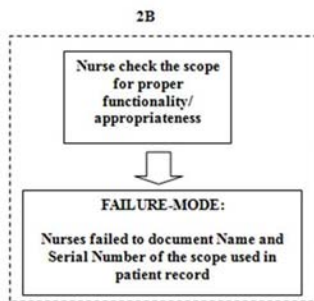 2B
Nurse check the scope
for proper
functionality/
appropriateness
FAILURE-MODE:
Nurses failed to document Name and
Serial Number of the scope used in
patient record